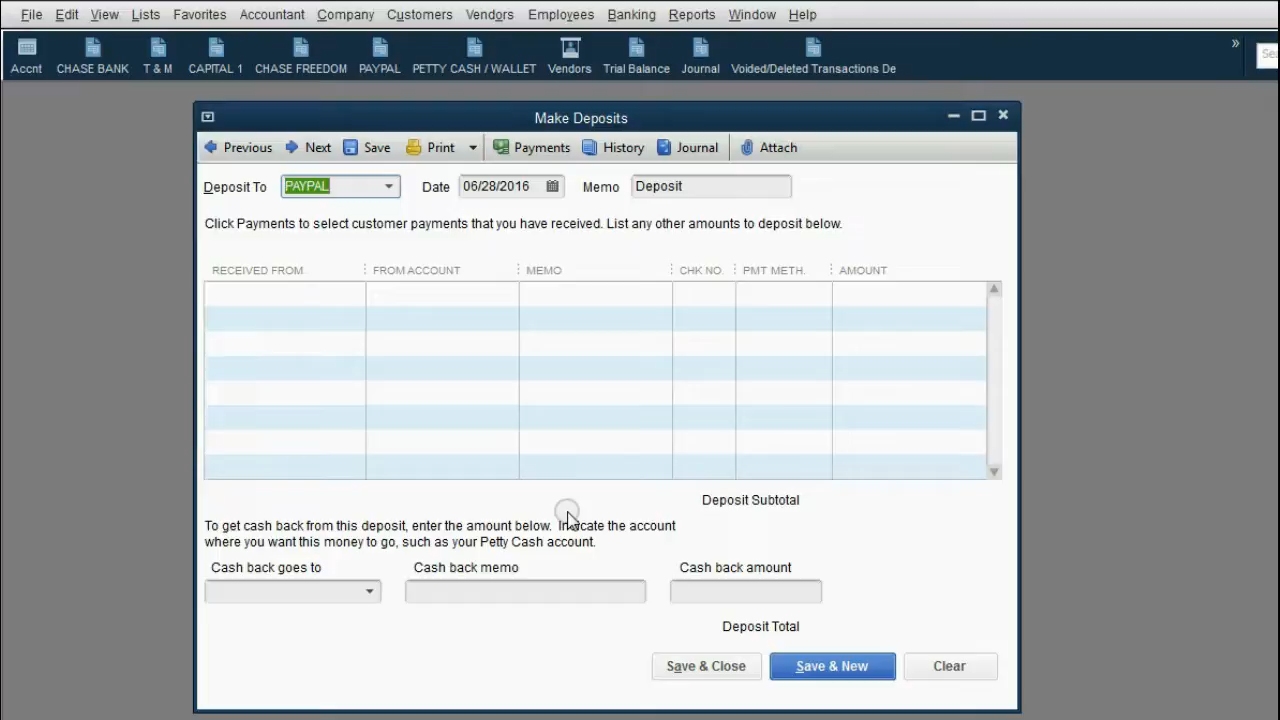 File Edit View Lists Favorites Accountant Company Customers Vendors Employees Banking Reports Window Help
» Sea
Accnt CHASE BANK T & M CAPITAL 1 CHASE FREEDOM PAYPAL PETTY CASH / WALLET Vendors Trial Balance Journal Voided/Deleted Transactions De
Make Deposits
Previous Next Save Print Payments History Journal Attach
Deposit To PAYPAL Date 06/28/2016 Memo Deposit
Click Payments to select customer payments that you have received. List any other amounts to deposit below.
RECEIVED FROM FROM ACCOUNT MEMO CHK NO. PMT METH. AMOUNT
Deposit Subtotal
To get cash back from this deposit, enter the amount below. Indicate the account
where you want this money to go, such as your Petty Cash account.
Cash back goes to Cash back memo Cash back amount
Deposit Total
Save & Close Save & New Clear